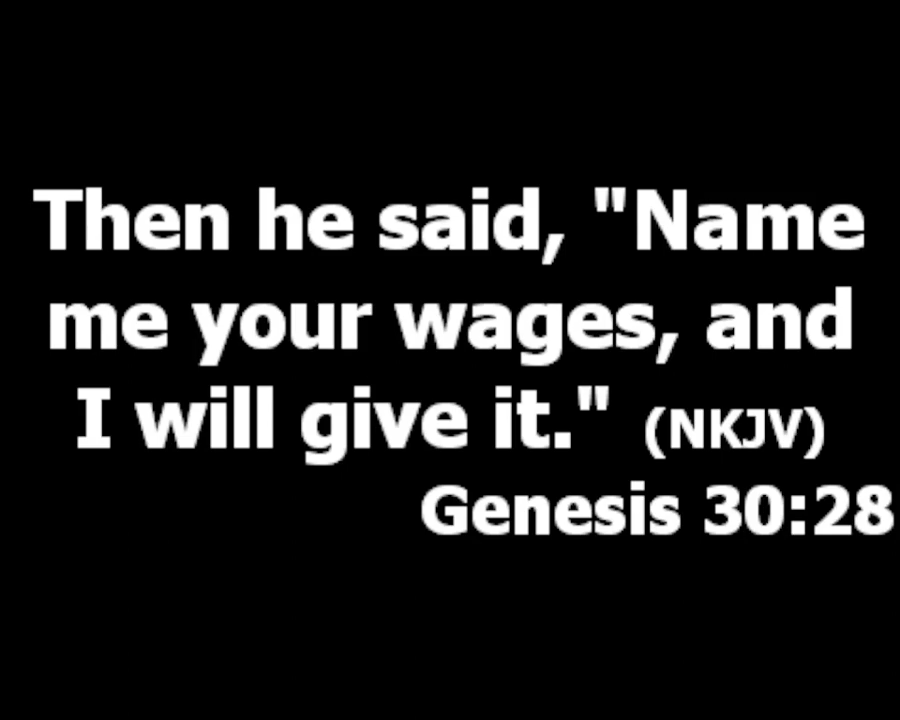 Then he said, "Name
me your wages, and
I will give it." (NKJV)
Genesis 30:28